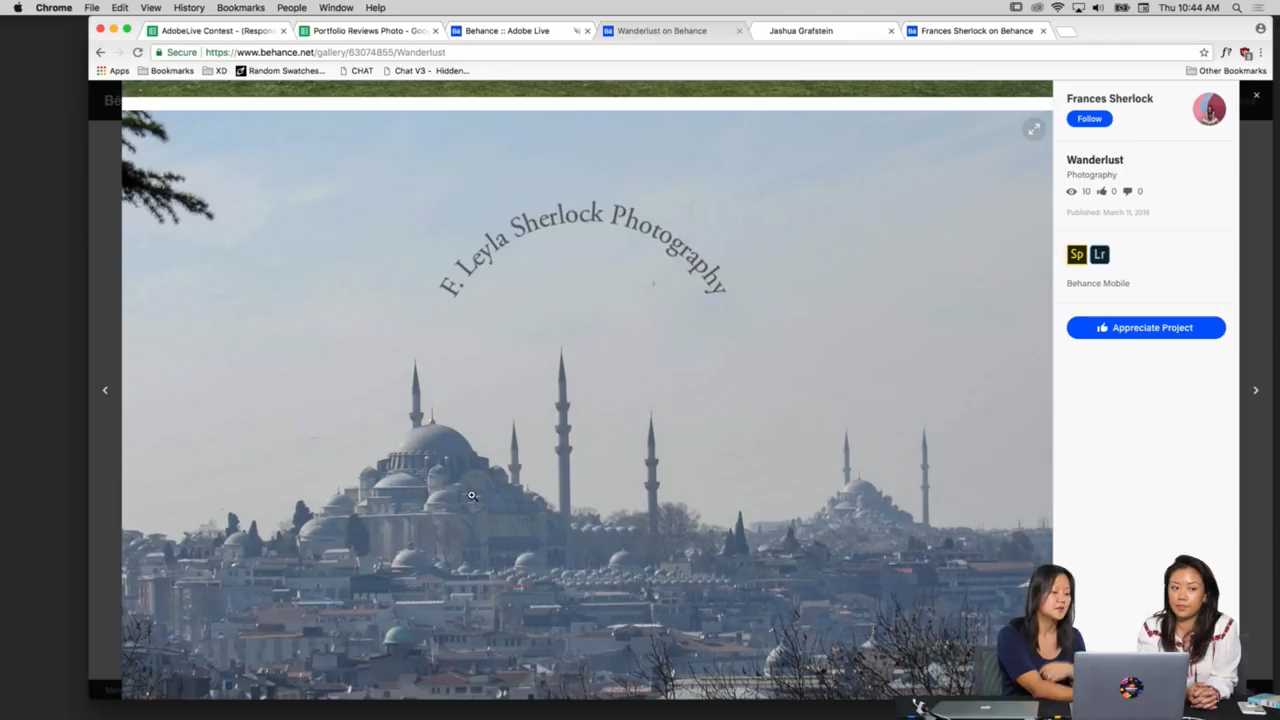 Chrome File Edit View History Bookmarks People Window Help
Thu 10:44 AM
AdobeLive Contest - (Respon
Portfolio Reviews Photo - Goo
Behance :: Adobe Live
Wanderlust on Behance
Jashua Grafstein
Frances Sherlock on Behance
Secure https://www.behance.net/gallery/63074855/Wanderlust
f?
Apps Bookmarks XD Random Swatches... CHAT Chat V3 - Hidden... Other Bookmarks
Bē
F. Leyla Sherlock Photography
Frances Sherlock
Follow
Wanderlust
Photography
10 0 0
Published: March 11, 2018
Sp Lr
Behance Mobile
Appreciate Project